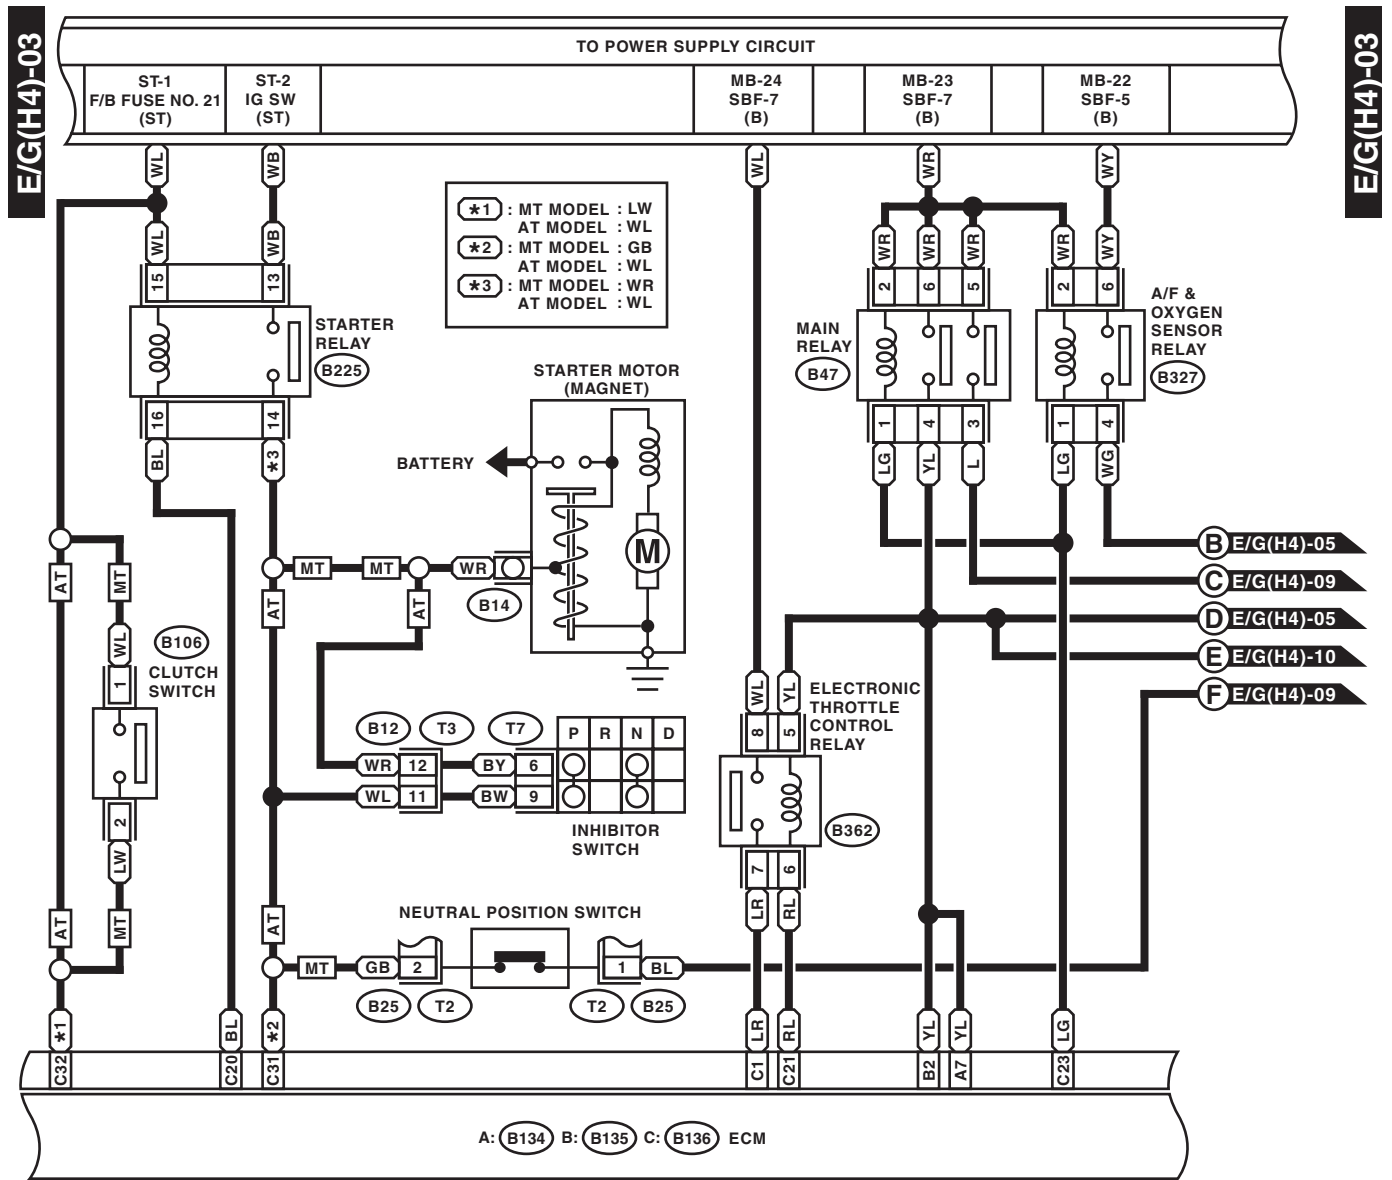 E/G(H4)-03
E/G(H4)-03
TO POWER SUPPLY CIRCUIT
ST-1
F/B FUSE NO. 21
(ST)
ST-2
IG SW
(ST)
MB-24
SBF-7
(B)
MB-23
SBF-7
(B)
MB-22
SBF-5
(B)
WL
WB
WL
WR
WY
*1 : MT MODEL : LW
AT MODEL : WL
*2 : MT MODEL : GB
AT MODEL : WL
*3 : MT MODEL : WR
AT MODEL : WL
WL
WB
WR
WR
WR
WR
WY
15
13
2
6
5
2
6
STARTER
RELAY
B225
MAIN
RELAY
B47
A/F &
OXYGEN
SENSOR
RELAY
B327
16
14
1
4
3
1
4
BL
*3
LG
YL
L
LG
WG
STARTER MOTOR
(MAGNET)
BATTERY
M
B E/G(H4)-05
C E/G(H4)-09
D E/G(H4)-05
E E/G(H4)-10
F E/G(H4)-09
AT
MT
MT
MT
WR
B14
AT
AT
WL
B106
CLUTCH
SWITCH
1
2
LW
AT
MT
WL
YL
8
5
ELECTRONIC
THROTTLE
CONTROL
RELAY
B362
7
6
LR
RL
B12
T3
T7
P R N D
WR 12 BY 6
WL 11 BW 9
INHIBITOR
SWITCH
AT
NEUTRAL POSITION SWITCH
MT
GB
2
1
BL
B25
T2
T2
B25
*1
BL
*2
LR
RL
YL
YL
LG
C32
C20
C31
C1
C21
B2
A7
C23
A: B134 B: B135 C: B136 ECM